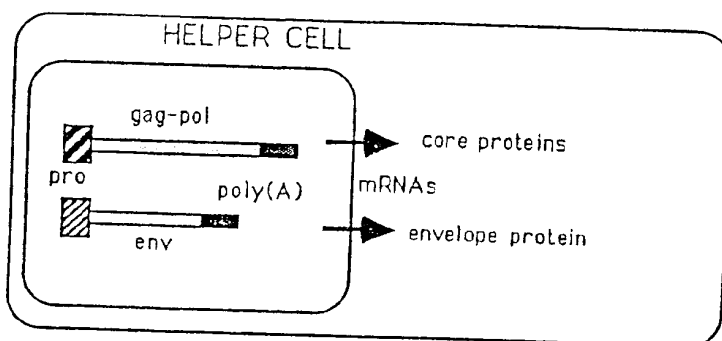 HELPER CELL
gag-pol
core proteins
pro
poly(A)
mRNAs
env
envelope protein